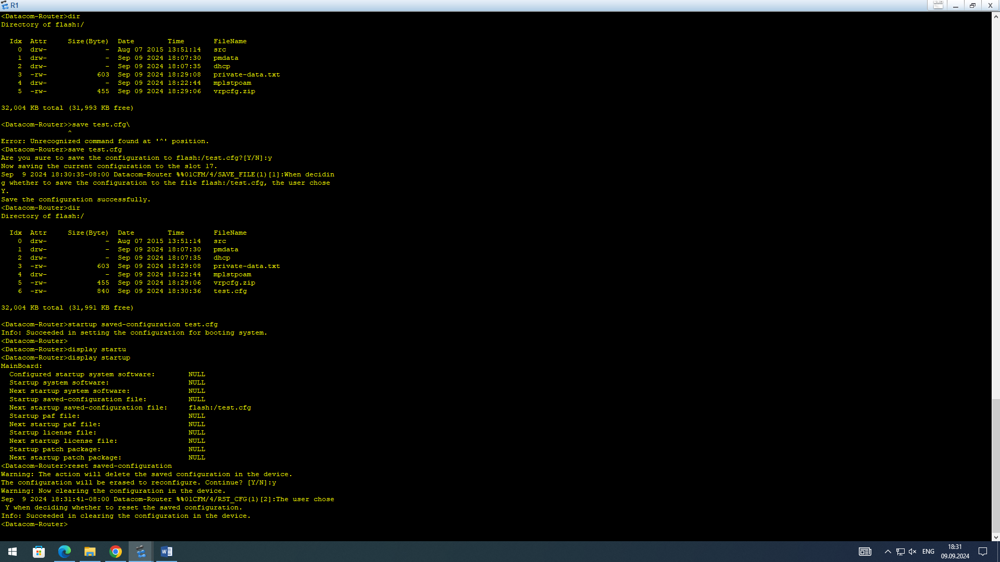 R1
<Datacom-Router>dir
Directory of flash:/
  Idx  Attr     Size(Byte)  Date        Time       FileName
    0  drw-              -  Aug 07 2015 13:51:14   src
    1  drw-              -  Sep 09 2024 18:07:30   pmdata
    2  drw-              -  Sep 09 2024 18:07:35   dhcp
    3  -rw-            603  Sep 09 2024 18:29:08   private-data.txt
    4  drw-              -  Sep 09 2024 18:22:44   mplstpoam
    5  -rw-            455  Sep 09 2024 18:29:06   vrpcfg.zip
32,004 KB total (31,993 KB free)
<Datacom-Router>>save test.cfg\
                ^
Error: Unrecognized command found at '^' position.
<Datacom-Router>save test.cfg
Are you sure to save the configuration to flash:/test.cfg?[Y/N]:y
Now saving the current configuration to the slot 17.
Sep  9 2024 18:30:35-08:00 Datacom-Router %%01CFM/4/SAVE_FILE(l)[1]:When decidin
g whether to save the configuration to the file flash:/test.cfg, the user chose
Y.
Save the configuration successfully.
<Datacom-Router>dir
Directory of flash:/
  Idx  Attr     Size(Byte)  Date        Time       FileName
    0  drw-              -  Aug 07 2015 13:51:14   src
    1  drw-              -  Sep 09 2024 18:07:30   pmdata
    2  drw-              -  Sep 09 2024 18:07:35   dhcp
    3  -rw-            603  Sep 09 2024 18:29:08   private-data.txt
    4  drw-              -  Sep 09 2024 18:22:44   mplstpoam
    5  -rw-            455  Sep 09 2024 18:29:06   vrpcfg.zip
    6  -rw-            840  Sep 09 2024 18:30:36   test.cfg
32,004 KB total (31,991 KB free)
<Datacom-Router>startup saved-configuration test.cfg
Info: Succeeded in setting the configuration for booting system.
<Datacom-Router>
<Datacom-Router>display startu
<Datacom-Router>display startup
MainBoard:
  Configured startup system software:        NULL
  Startup system software:                   NULL
  Next startup system software:              NULL
  Startup saved-configuration file:          NULL
  Next startup saved-configuration file:     flash:/test.cfg
  Startup paf file:                          NULL
  Next startup paf file:                     NULL
  Startup license file:                      NULL
  Next startup license file:                 NULL
  Startup patch package:                     NULL
  Next startup patch package:                NULL
<Datacom-Router>reset saved-configuration
Warning: The action will delete the saved configuration in the device.
The configuration will be erased to reconfigure. Continue? [Y/N]:y
Warning: Now clearing the configuration in the device.
Sep  9 2024 18:31:41-08:00 Datacom-Router %%01CFM/4/RST_CFG(l)[2]:The user chose
 Y when deciding whether to reset the saved configuration.
Info: Succeeded in clearing the configuration in the device.
<Datacom-Router>
ENG
18:31
09.09.2024